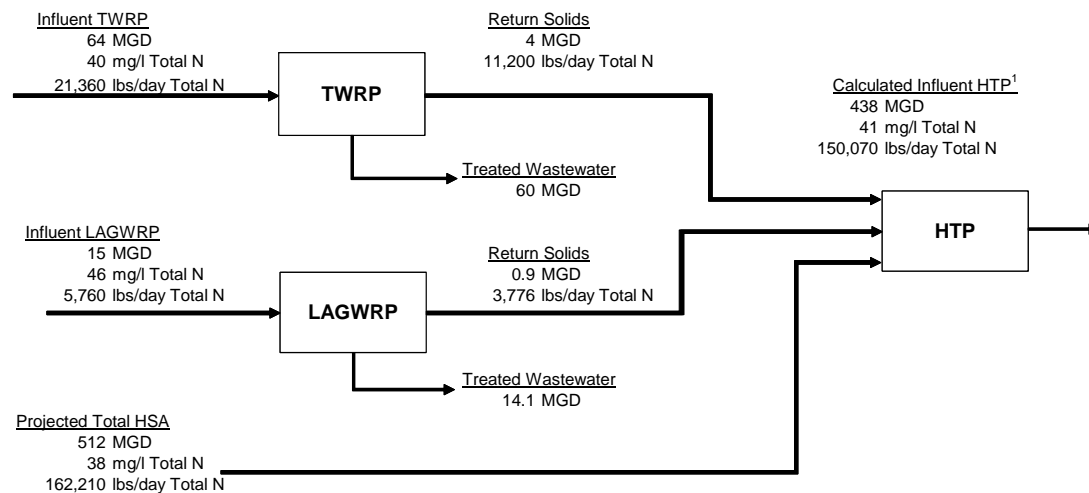 Influent TWRP
64 MGD
40 mg/l Total N
21,360 lbs/day Total N
TWRP
Return Solids
4 MGD
11,200 lbs/day Total N
Treated Wastewater
60 MGD
Calculated Influent HTP1
438 MGD
41 mg/l Total N
150,070 lbs/day Total N
HTP
Influent LAGWRP
15 MGD
46 mg/l Total N
5,760 lbs/day Total N
LAGWRP
Return Solids
0.9 MGD
3,776 lbs/day Total N
Treated Wastewater
14.1 MGD
Projected Total HSA
512 MGD
38 mg/l Total N
162,210 lbs/day Total N